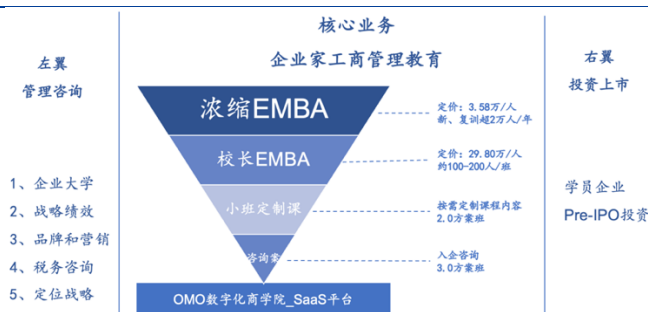 核心业务
企业家工商管理教育
左翼
管理咨询
1、企业大学
2、战略绩效
3、品牌和营销
4、税务咨询
5、定位战略
浓缩EMBA
定价：3.58万/人
新、复训超2万人/年
校长EMBA
定价：29.80万/人
约100-200人/班
小班定制课
按需定制课程内容
2.0方案班
咨询案
入企咨询
3.0方案班
OMO数字化商学院_SaaS平台
右翼
投资上市
学员企业
Pre-IPO投资